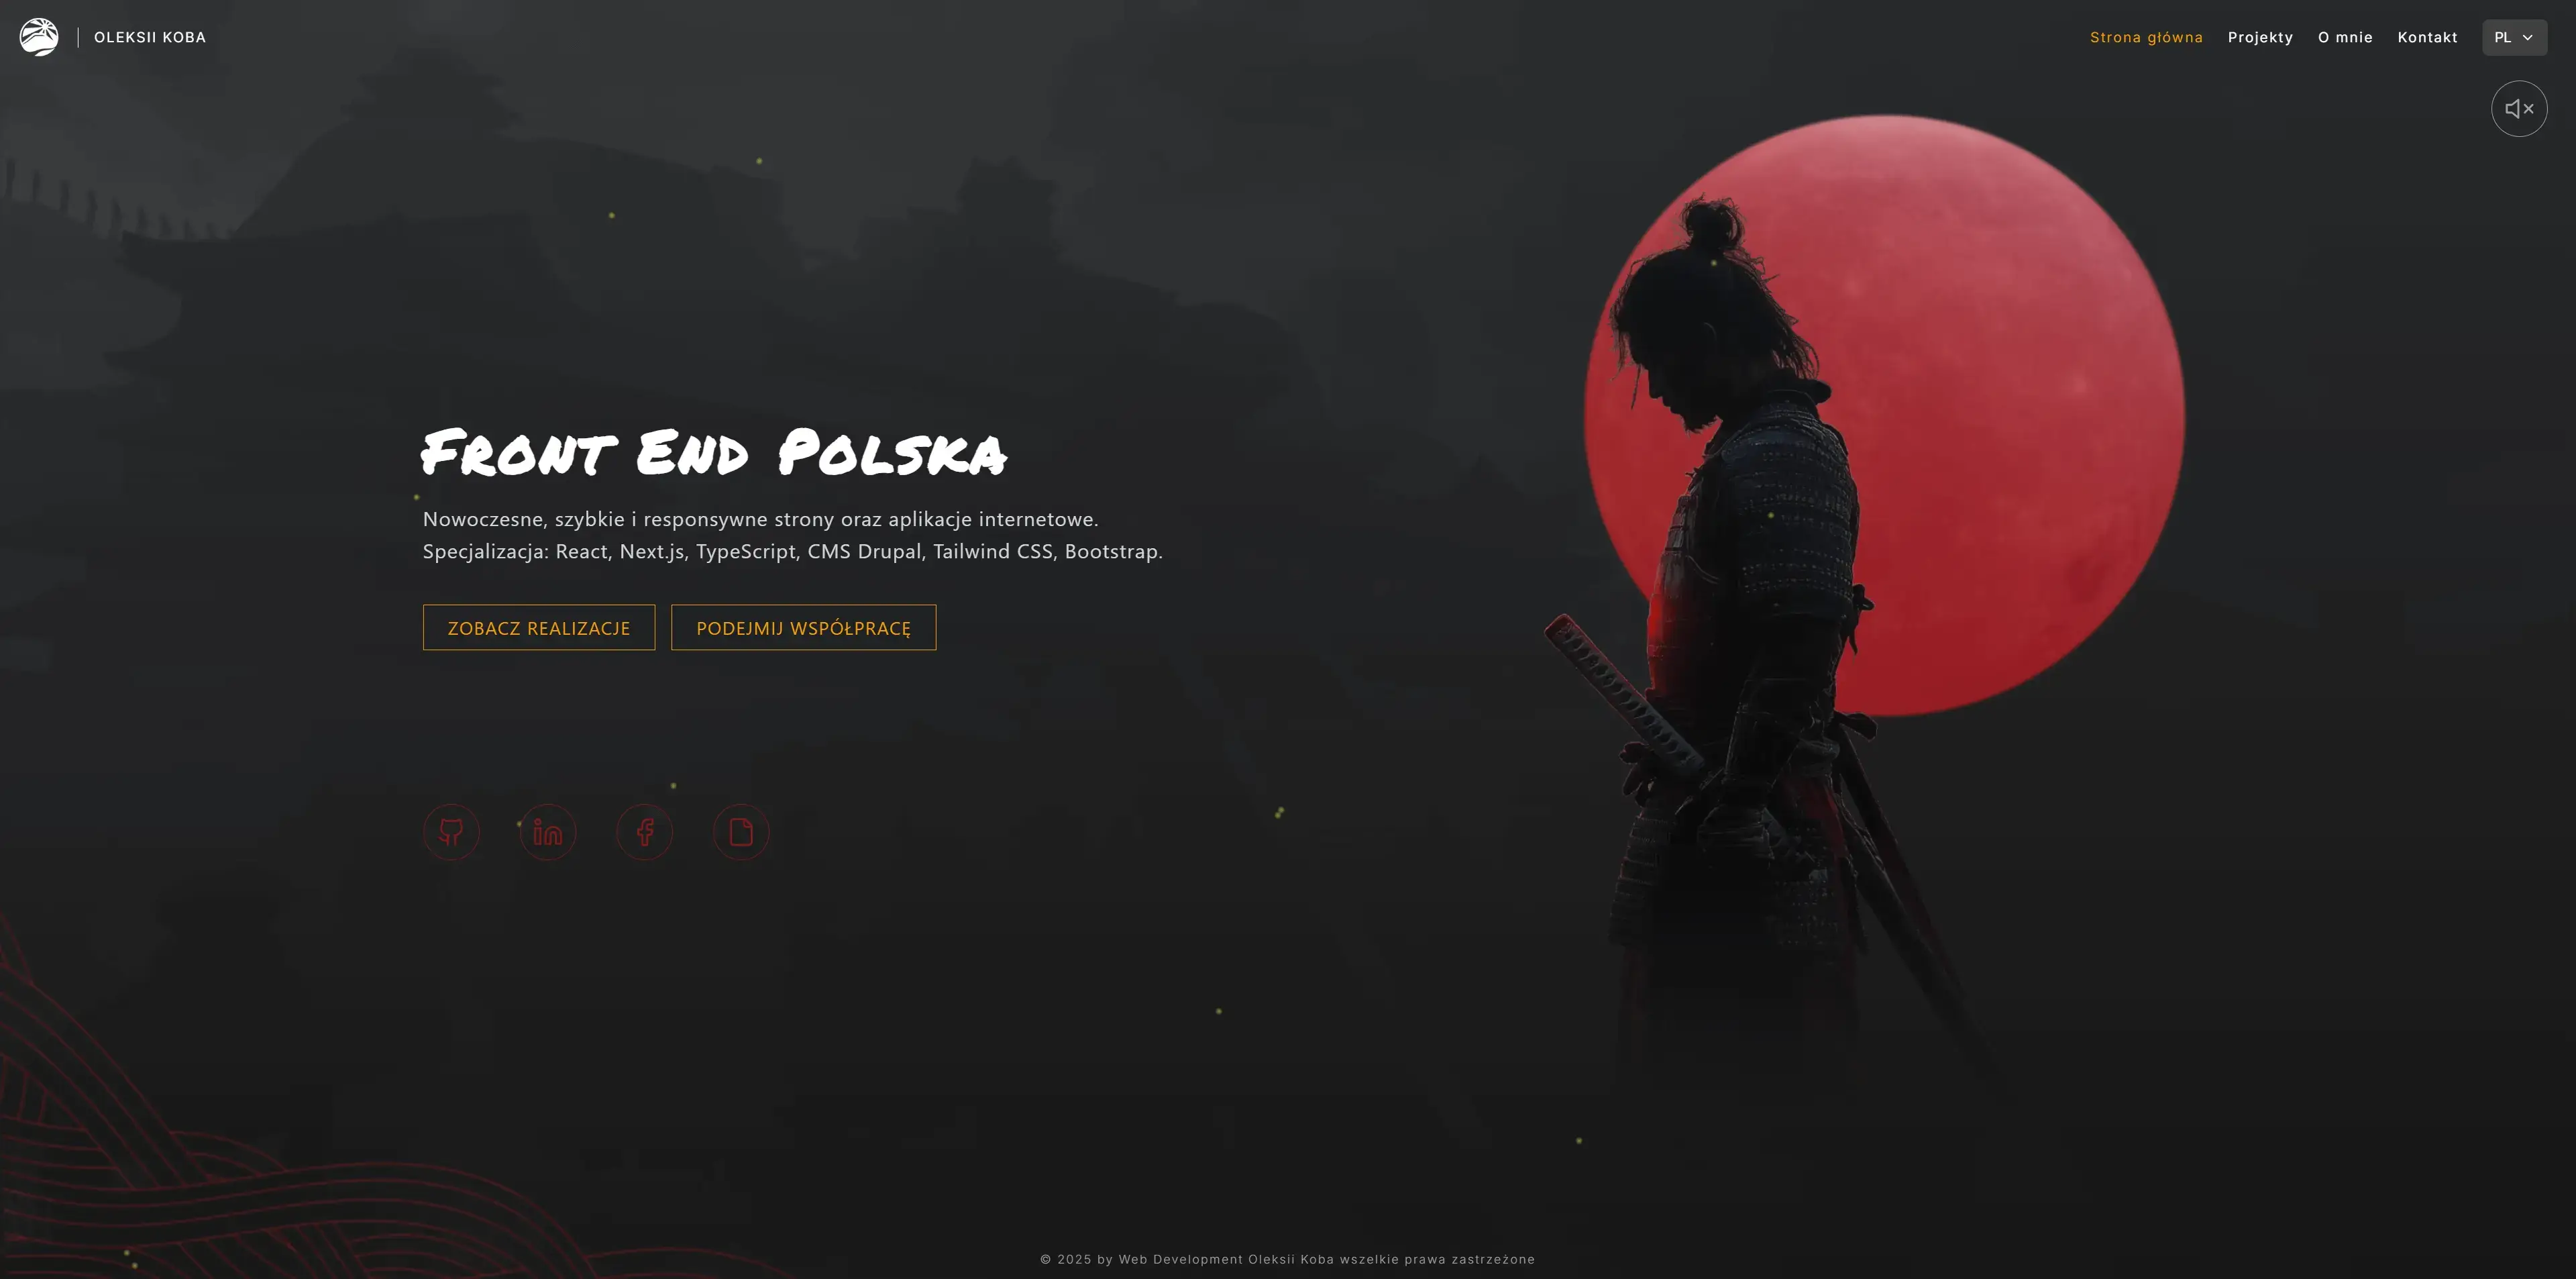 OLEKSII KOBA
Strona główna Projekty O mnie Kontakt PL
Front End Polska
Nowoczesne, szybkie i responsywne strony oraz aplikacje internetowe.
Specjalizacja: React, Next.js, TypeScript, CMS Drupal, Tailwind CSS, Bootstrap.
ZOBACZ REALIZACJE PODEJMIJ WSPÓŁPRACĘ
© 2025 by Web Development Oleksii Koba wszelkie prawa zastrzeżone